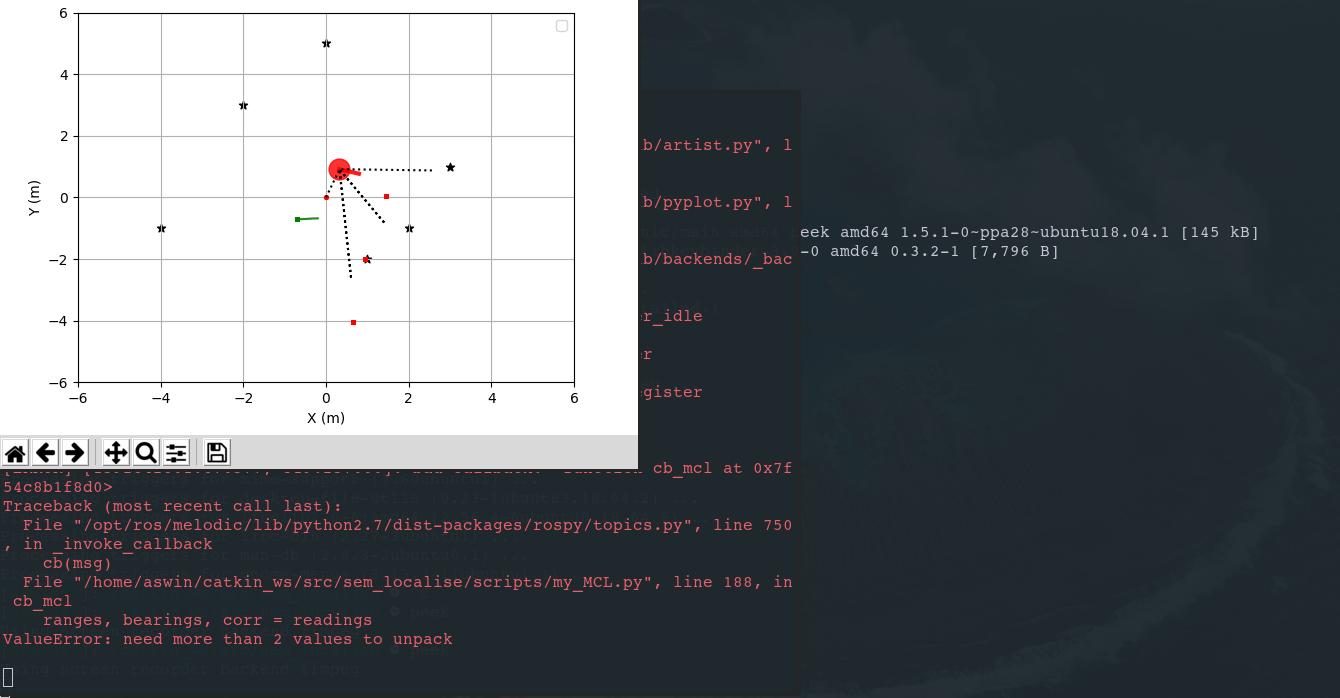 6
4
2
0
−2
−4
−6
−6
−4
−2
0
2
4
6
Y (m)
X (m)
b/artist.py", l
b/pyplot.py", l
eek amd64 1.5.1-0~ppa28~ubuntu18.04.1 [145 kB]
-0 amd64 0.3.2-1 [7,796 B]
b/backends/_bac
r_idle
r
gister
cb_mcl at 0x7f
54c8b1f8d0>
Traceback (most recent call last):
File "/opt/ros/melodic/lib/python2.7/dist-packages/rospy/topics.py", line 750
, in _invoke_callback
cb(msg)
File "/home/aswin/catkin_ws/src/sem_localise/scripts/my_MCL.py", line 188, in
cb_mcl
peek
ranges, bearings, corr = readings
ValueError: need more than 2 values to unpack
peek